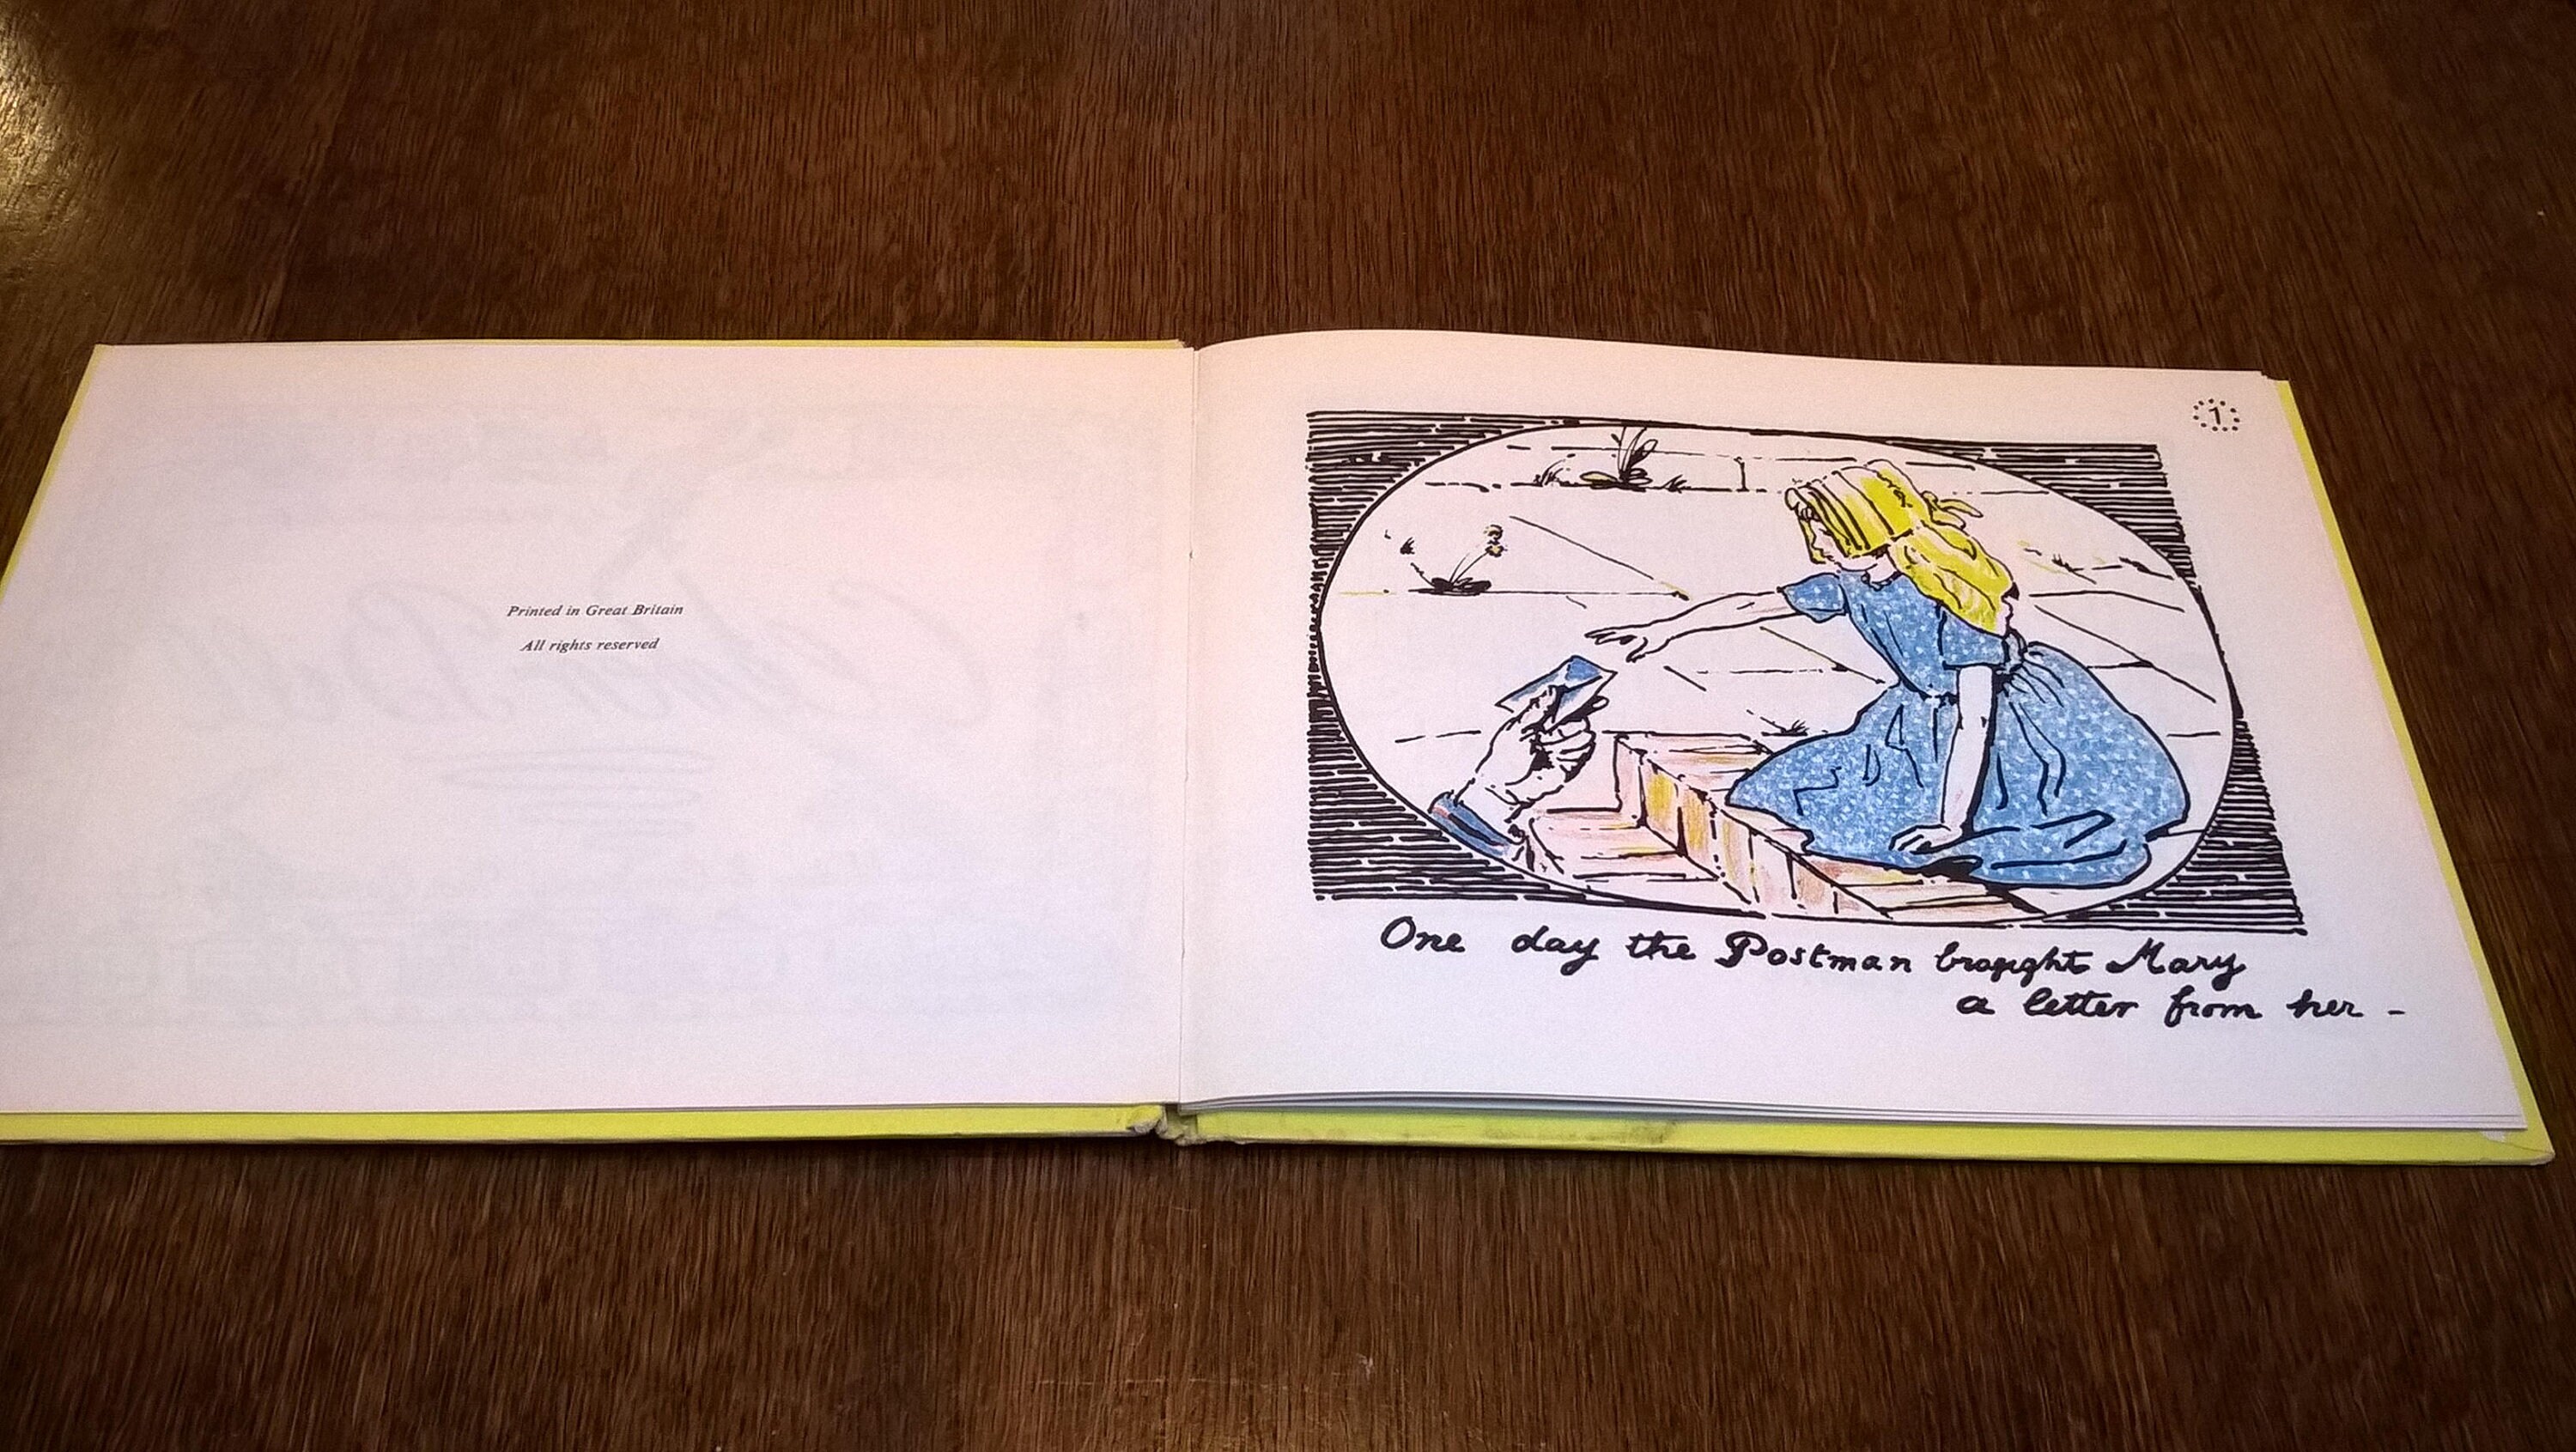 Printed in Great Britain
All rights reserved
1
One day the Postman brought Mary
a letter from her -